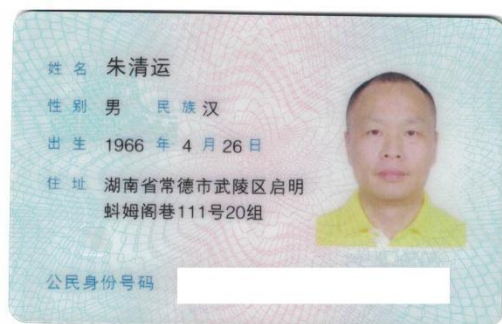 姓名 朱清运
性别 男 民族 汉
出生 1966 年 4 月 26 日
住址 湖南省常德市武陵区启明
蚪姆阁巷111号20组
公民身份号码